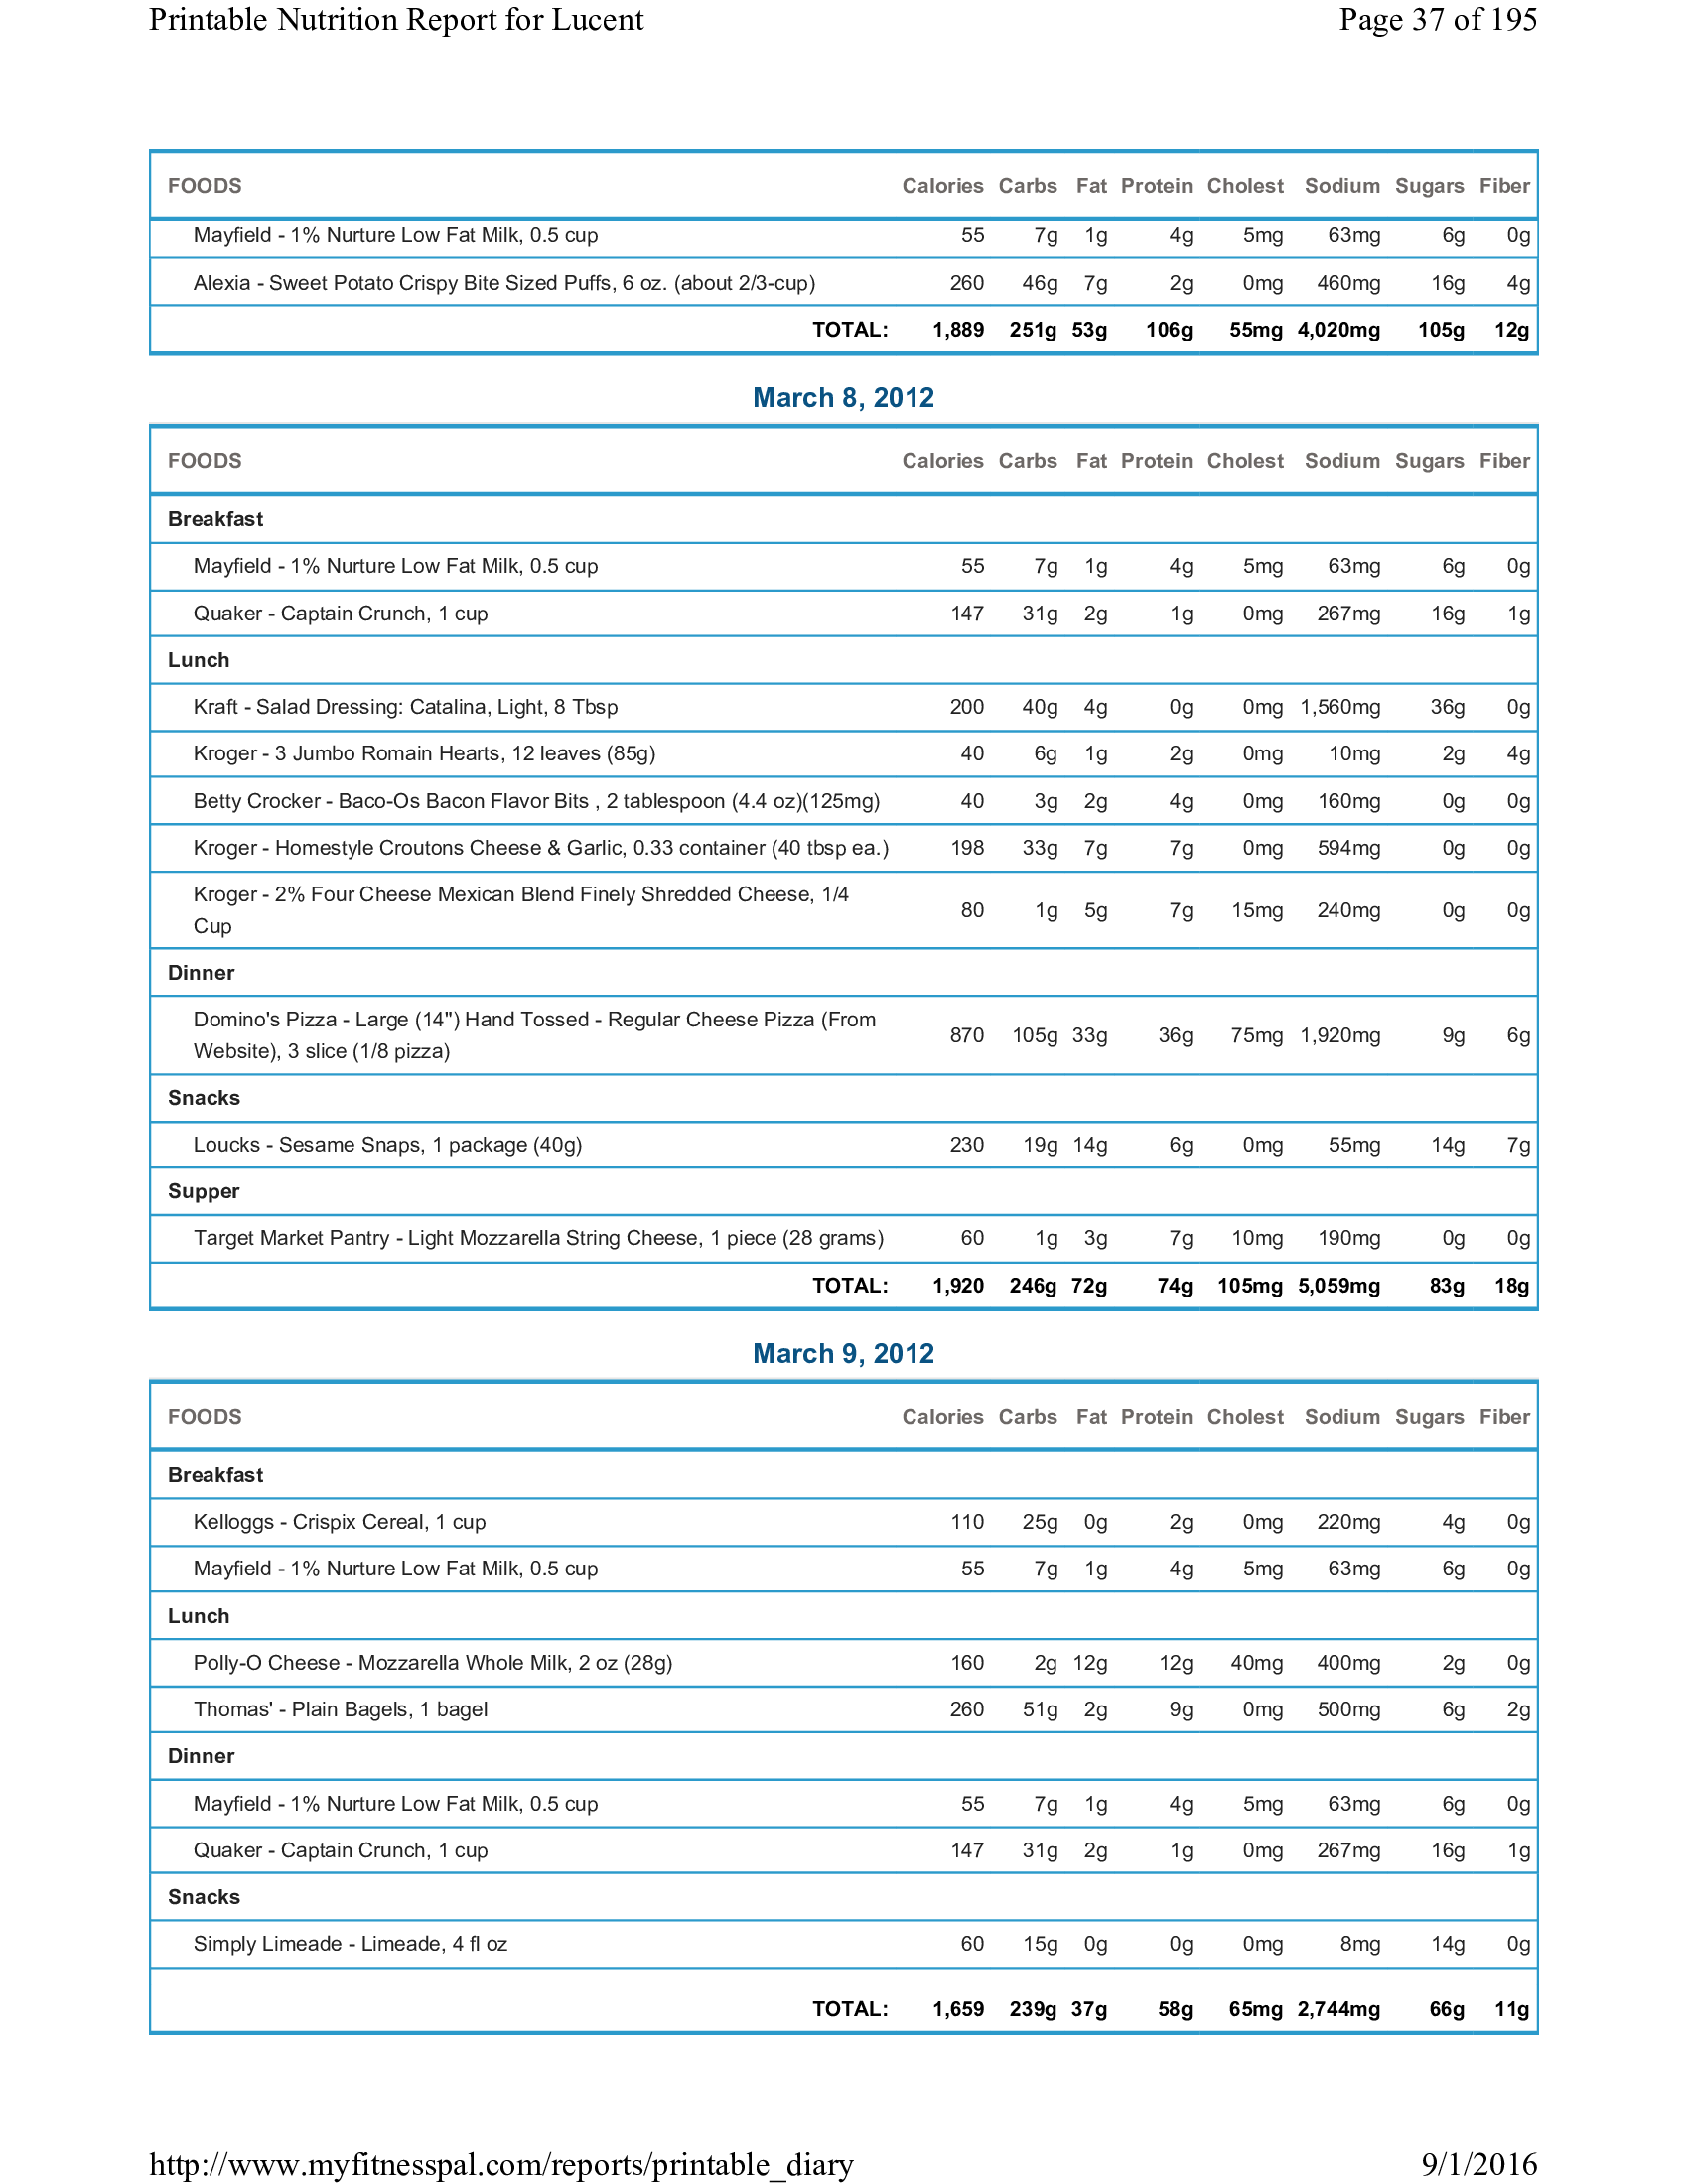 Printable Nutrition Report for Lucent Page 37 of 195
FOODS Calories Carbs Fat Protein Cholest Sodium Sugars Fiber
Mayfield - 1% Nurture Low Fat Milk, 0.5 cup 55 7g 1g 4g 5mg 63mg 6g 0g
Alexia - Sweet Potato Crispy Bite Sized Puffs, 6 oz. (about 2/3-cup) 260 46g 7g 2g 0mg 460mg 16g 4g
TOTAL: 1,889 251g 53g 106g 55mg 4,020mg 105g 12g
March 8, 2012
FOODS Calories Carbs Fat Protein Cholest Sodium Sugars Fiber
Breakfast
Mayfield - 1% Nurture Low Fat Milk, 0.5 cup 55 7g 1g 4g 5mg 63mg 6g 0g
Quaker - Captain Crunch, 1 cup 147 31g 2g 1g 0mg 267mg 16g 1g
Lunch
Kraft - Salad Dressing: Catalina, Light, 8 Tbsp 200 40g 4g 0g 0mg 1,560mg 36g 0g
Kroger - 3 Jumbo Romain Hearts, 12 leaves (85g) 40 6g 1g 2g 0mg 10mg 2g 4g
Betty Crocker - Baco-Os Bacon Flavor Bits , 2 tablespoon (4.4 oz)(125mg) 40 3g 2g 4g 0mg 160mg 0g 0g
Kroger - Homestyle Croutons Cheese & Garlic, 0.33 container (40 tbsp ea.) 198 33g 7g 7g 0mg 594mg 0g 0g
Kroger - 2% Four Cheese Mexican Blend Finely Shredded Cheese, 1/4
Cup 80 1g 5g 7g 15mg 240mg 0g 0g
Dinner
Domino's Pizza - Large (14") Hand Tossed - Regular Cheese Pizza (From
Website), 3 slice (1/8 pizza) 870 105g 33g 36g 75mg 1,920mg 9g 6g
Snacks
Loucks - Sesame Snaps, 1 package (40g) 230 19g 14g 6g 0mg 55mg 14g 7g
Supper
Target Market Pantry - Light Mozzarella String Cheese, 1 piece (28 grams) 60 1g 3g 7g 10mg 190mg 0g 0g
TOTAL: 1,920 246g 72g 74g 105mg 5,059mg 83g 18g
March 9, 2012
FOODS Calories Carbs Fat Protein Cholest Sodium Sugars Fiber
Breakfast
Kelloggs - Crispix Cereal, 1 cup 110 25g 0g 2g 0mg 220mg 4g 0g
Mayfield - 1% Nurture Low Fat Milk, 0.5 cup 55 7g 1g 4g 5mg 63mg 6g 0g
Lunch
Polly-O Cheese - Mozzarella Whole Milk, 2 oz (28g) 160 2g 12g 12g 40mg 400mg 2g 0g
Thomas' - Plain Bagels, 1 bagel 260 51g 2g 9g 0mg 500mg 6g 2g
Dinner
Mayfield - 1% Nurture Low Fat Milk, 0.5 cup 55 7g 1g 4g 5mg 63mg 6g 0g
Quaker - Captain Crunch, 1 cup 147 31g 2g 1g 0mg 267mg 16g 1g
Snacks
Simply Limeade - Limeade, 4 fl oz 60 15g 0g 0g 0mg 8mg 14g 0g
TOTAL: 1,659 239g 37g 58g 65mg 2,744mg 66g 11g
http://www.myfitnesspal.com/reports/printable_diary 9/1/2016